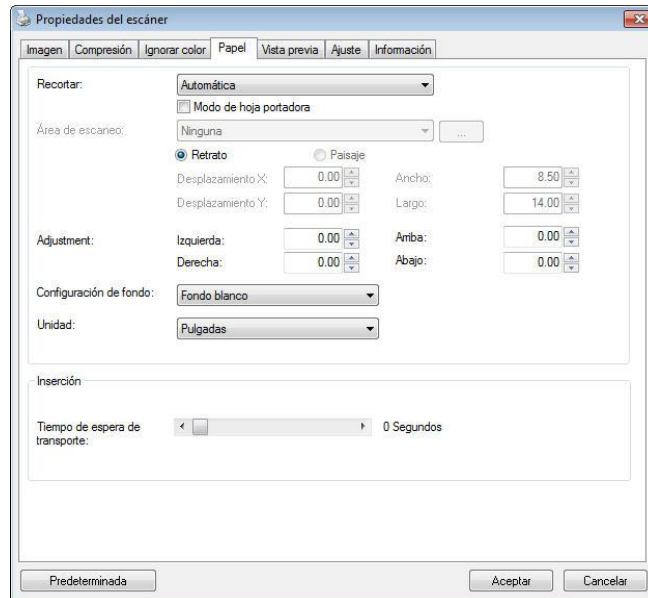 Propiedades del escáner
Imagen Compresión Ignorar color Papel Vista previa Ajuste Información
Recortar: Automática
Modo de hoja portadora
Área de escaneo: Ninguna ...
Retrato Paisaje
Desplazamiento X: 0.00 Ancho: 8.50
Desplazamiento Y: 0.00 Largo: 14.00
Adjustment: Izquierda: 0.00 Arriba: 0.00
Derecha: 0.00 Abajo: 0.00
Configuración de fondo: Fondo blanco
Unidad: Pulgadas
Inserción
Tiempo de espera de transporte: 0 Segundos
Predeterminada Aceptar Cancelar